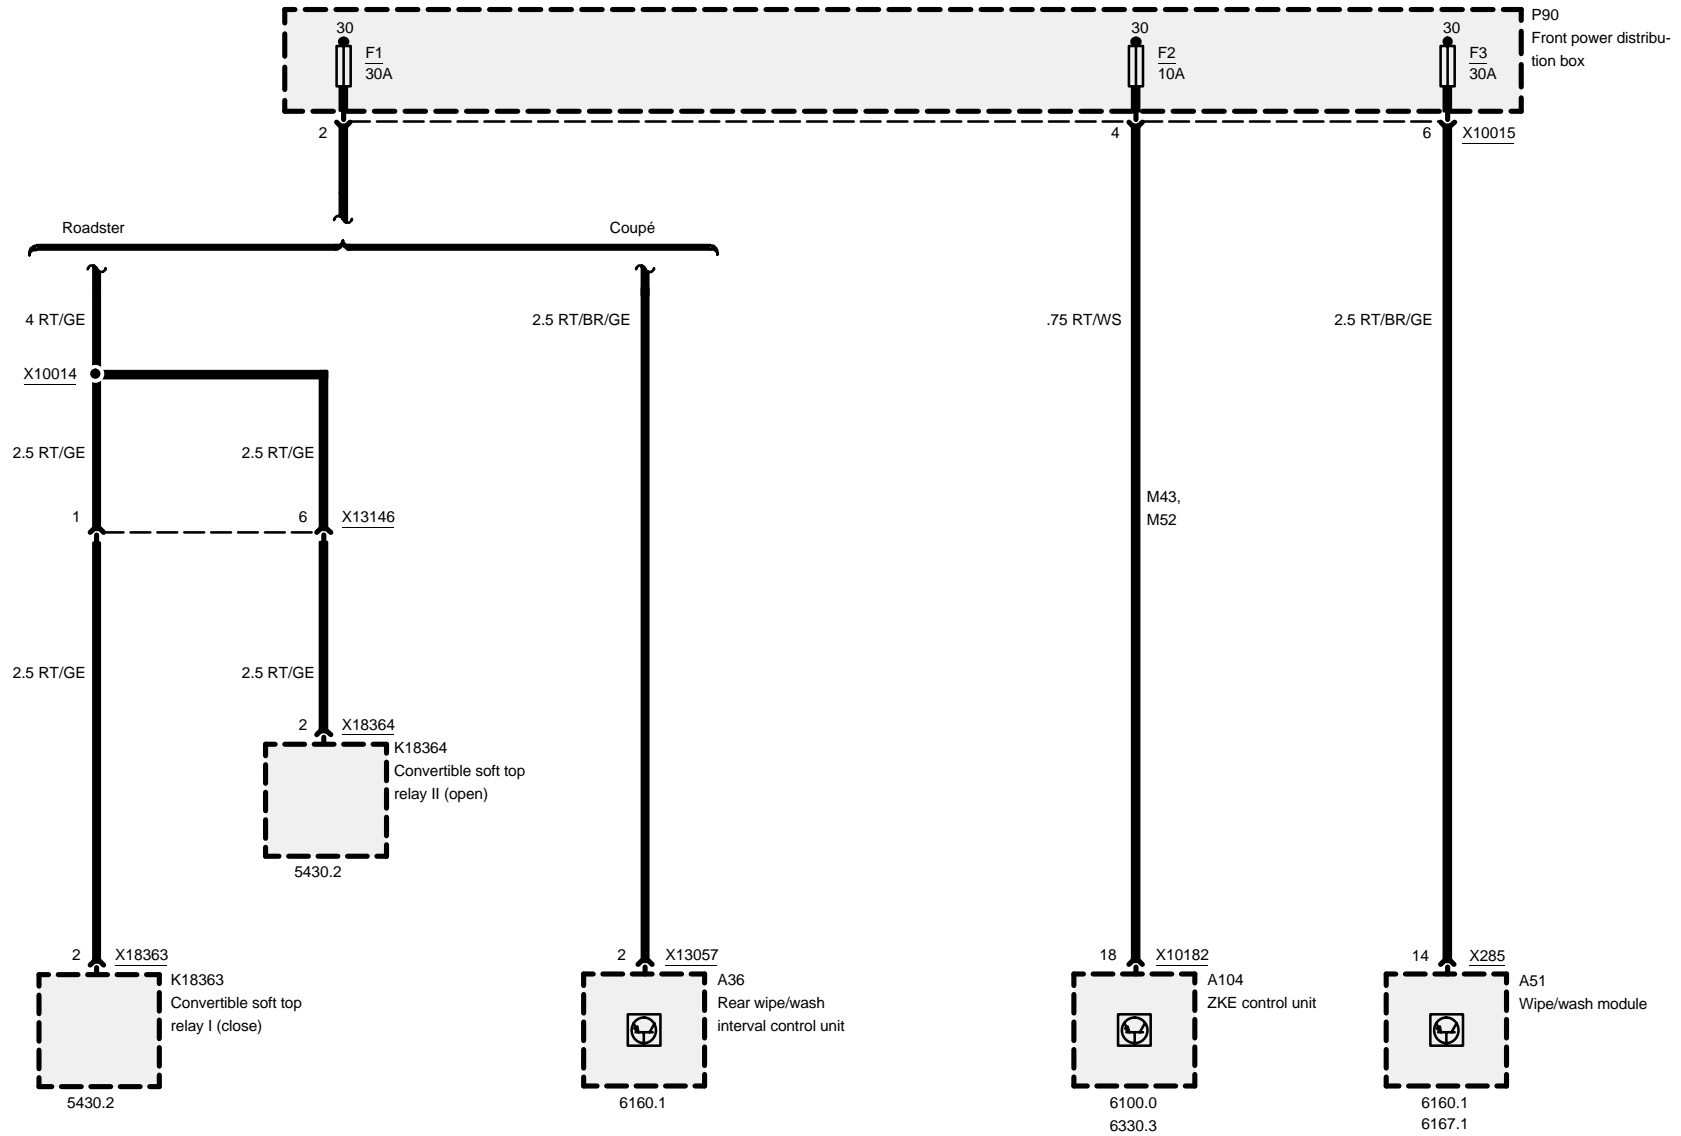 P90
Front power distribu-
tion box
30
F1
30A
30
F2
10A
30
F3
30A
2
4
6 X10015
Roadster
Coupé
4 RT/GE
2.5 RT/BR/GE
.75 RT/WS
2.5 RT/BR/GE
X10014
2.5 RT/GE
2.5 RT/GE
M43,
M52
1
6 X13146
2.5 RT/GE
2.5 RT/GE
2 X18364
K18364
Convertible soft top
relay II (open)
5430.2
2 X18363
K18363
Convertible soft top
relay I (close)
5430.2
2 X13057
A36
Rear wipe/wash
interval control unit
6160.1
18 X10182
A104
ZKE control unit
6100.0
6330.3
14 X285
A51
Wipe/wash module
6160.1
6167.1